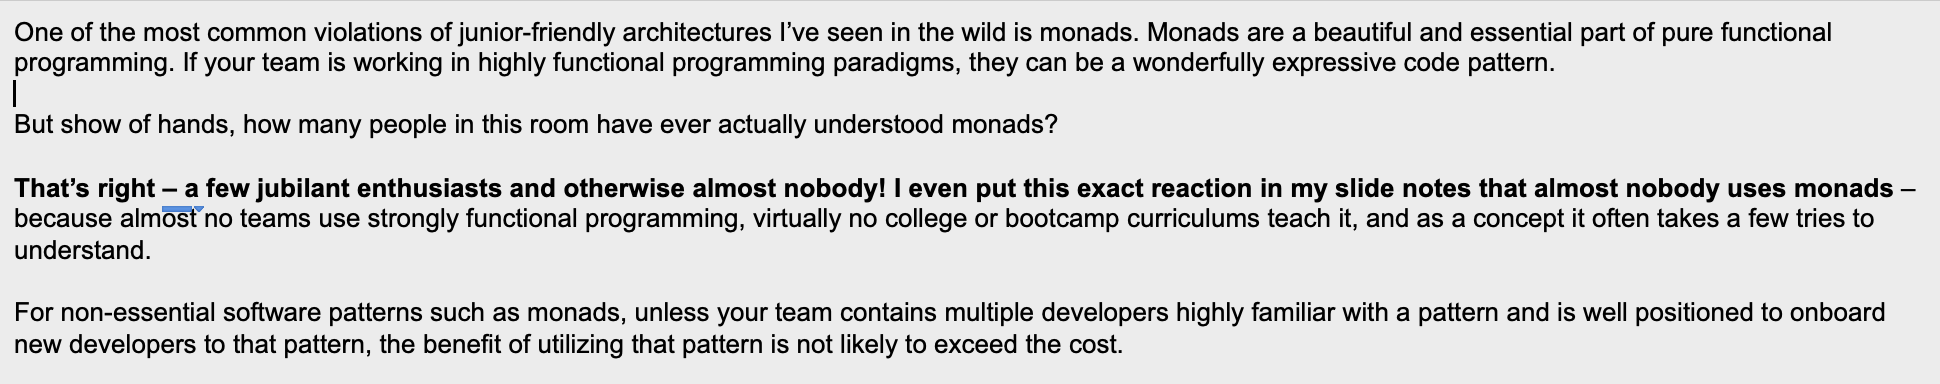 One of the most common violations of junior-friendly architectures I’ve seen in the wild is monads. Monads are a beautiful and essential part of pure functional
programming. If your team is working in highly functional programming paradigms, they can be a wonderfully expressive code pattern.
But show of hands, how many people in this room have ever actually understood monads?
That’s right – a few jubilant enthusiasts and otherwise almost nobody! I even put this exact reaction in my slide notes that almost nobody uses monads –
because almost no teams use strongly functional programming, virtually no college or bootcamp curriculums teach it, and as a concept it often takes a few tries to
understand.
For non-essential software patterns such as monads, unless your team contains multiple developers highly familiar with a pattern and is well positioned to onboard
new developers to that pattern, the benefit of utilizing that pattern is not likely to exceed the cost.